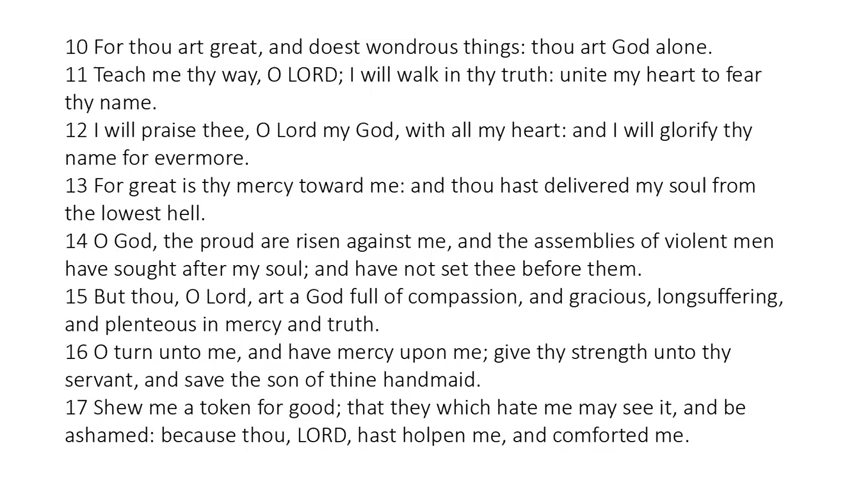 10 For thou art great, and doest wondrous things: thou art God alone.
11 Teach me thy way, O LORD; I will walk in thy truth: unite my heart to fear
thy name.
12 I will praise thee, O Lord my God, with all my heart: and I will glorify thy
name for evermore.
13 For great is thy mercy toward me: and thou hast delivered my soul from
the lowest hell.
14 O God, the proud are risen against me, and the assemblies of violent men
have sought after my soul; and have not set thee before them.
15 But thou, O Lord, art a God full of compassion, and gracious, longsuffering,
and plenteous in mercy and truth.
16 O turn unto me, and have mercy upon me; give thy strength unto thy
servant, and save the son of thine handmaid.
17 Shew me a token for good; that they which hate me may see it, and be
ashamed: because thou, LORD, hast holpen me, and comforted me.